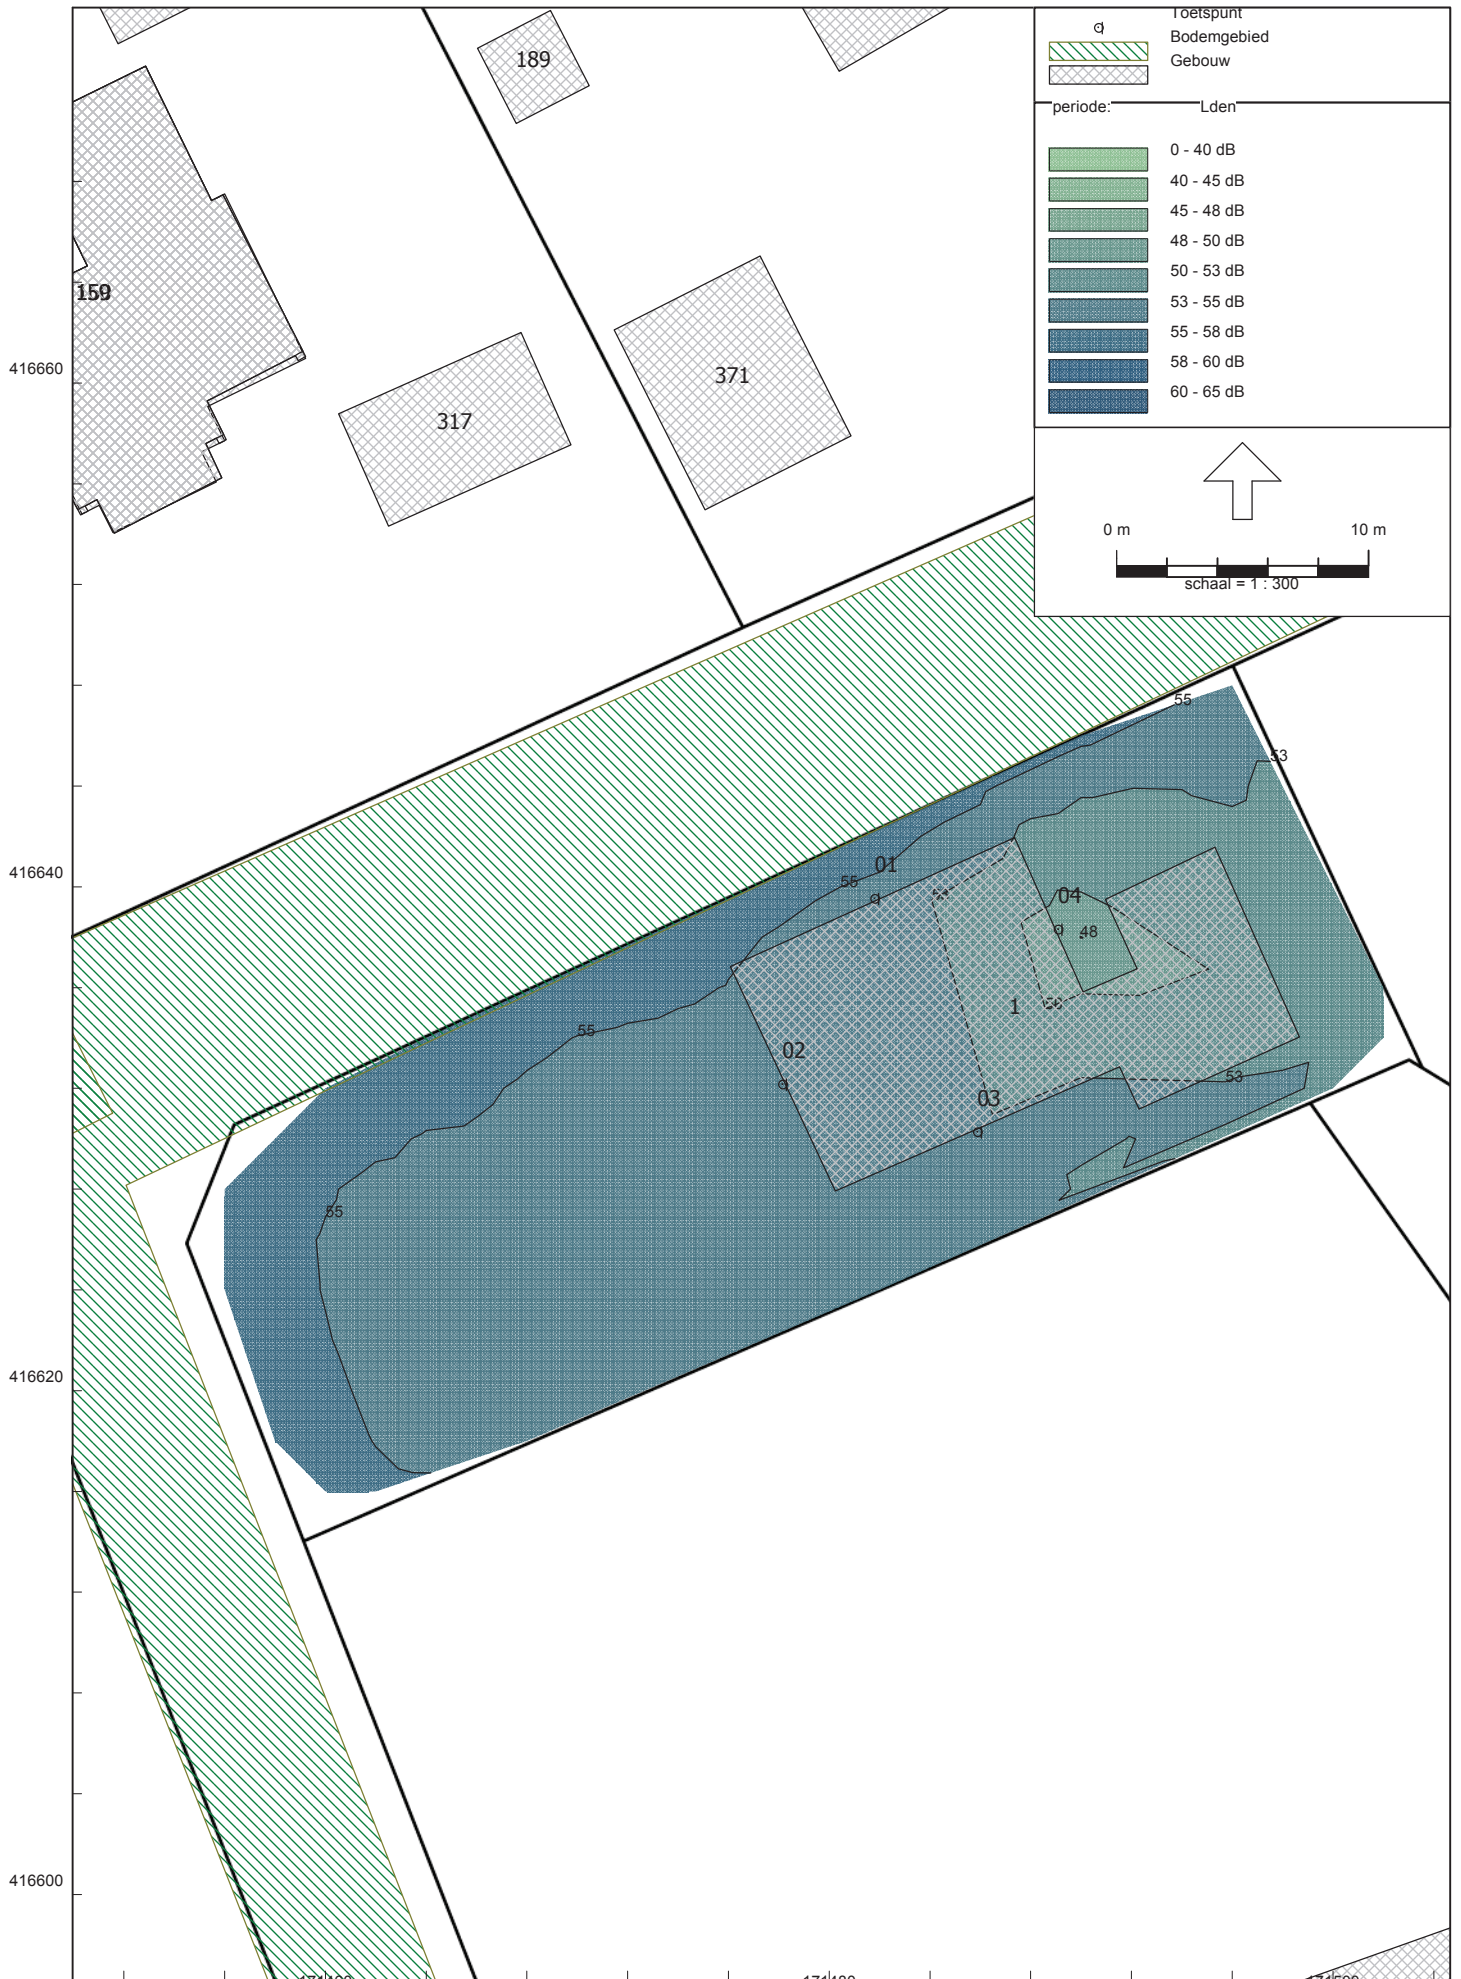 Toetspunt
Bodemgebied
Gebouw
periode: Lden
0 - 40 dB
40 - 45 dB
45 - 48 dB
48 - 50 dB
50 - 53 dB
53 - 55 dB
55 - 58 dB
58 - 60 dB
60 - 65 dB
0 m 10 m
schaal = 1 : 300
189
371
317
416660
55
53
01
55
416640
04
48
1
50
55
02
53
03
55
416620
416600
171480